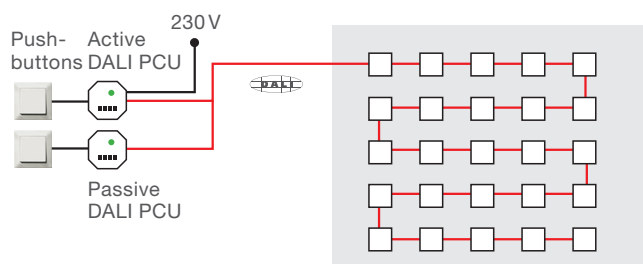 230 V
Push-
buttons
Active
DALI PCU
DALI
Passive
DALI PCU